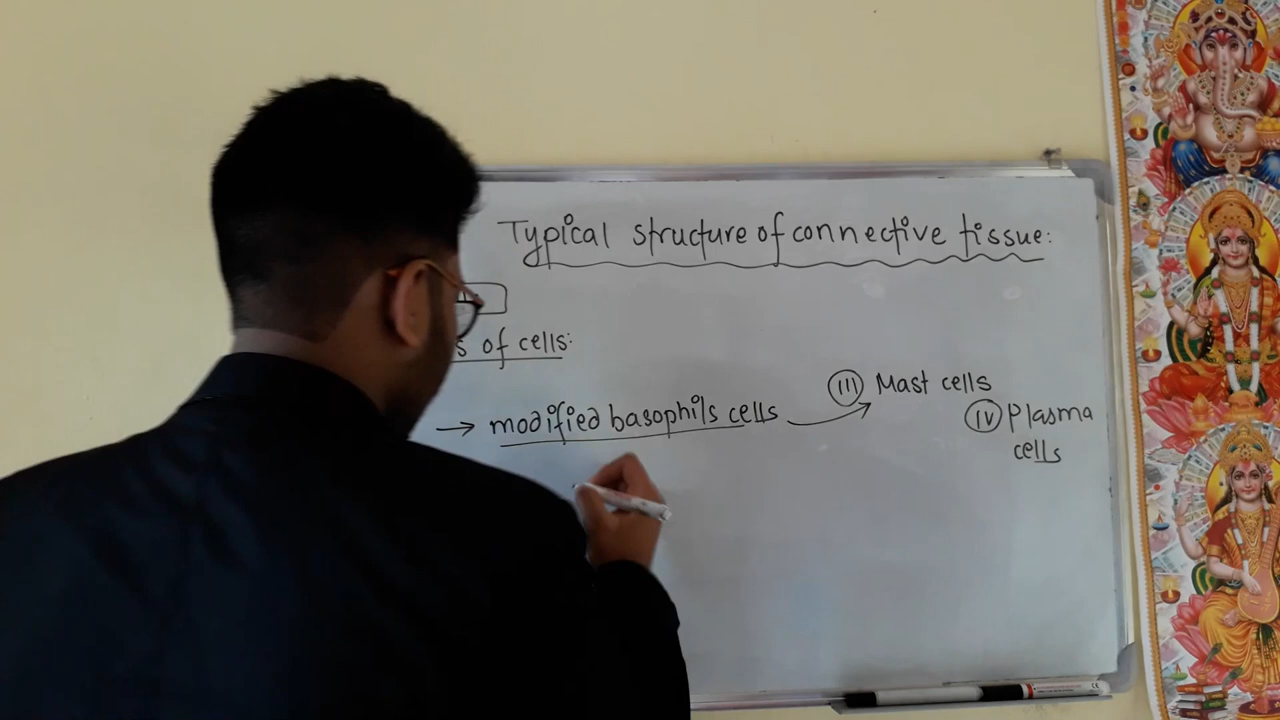 Typical structure of connective tissue:
s of cells:
→ modified basophils cells
(III) Mast cells
(IV) Plasma
cells